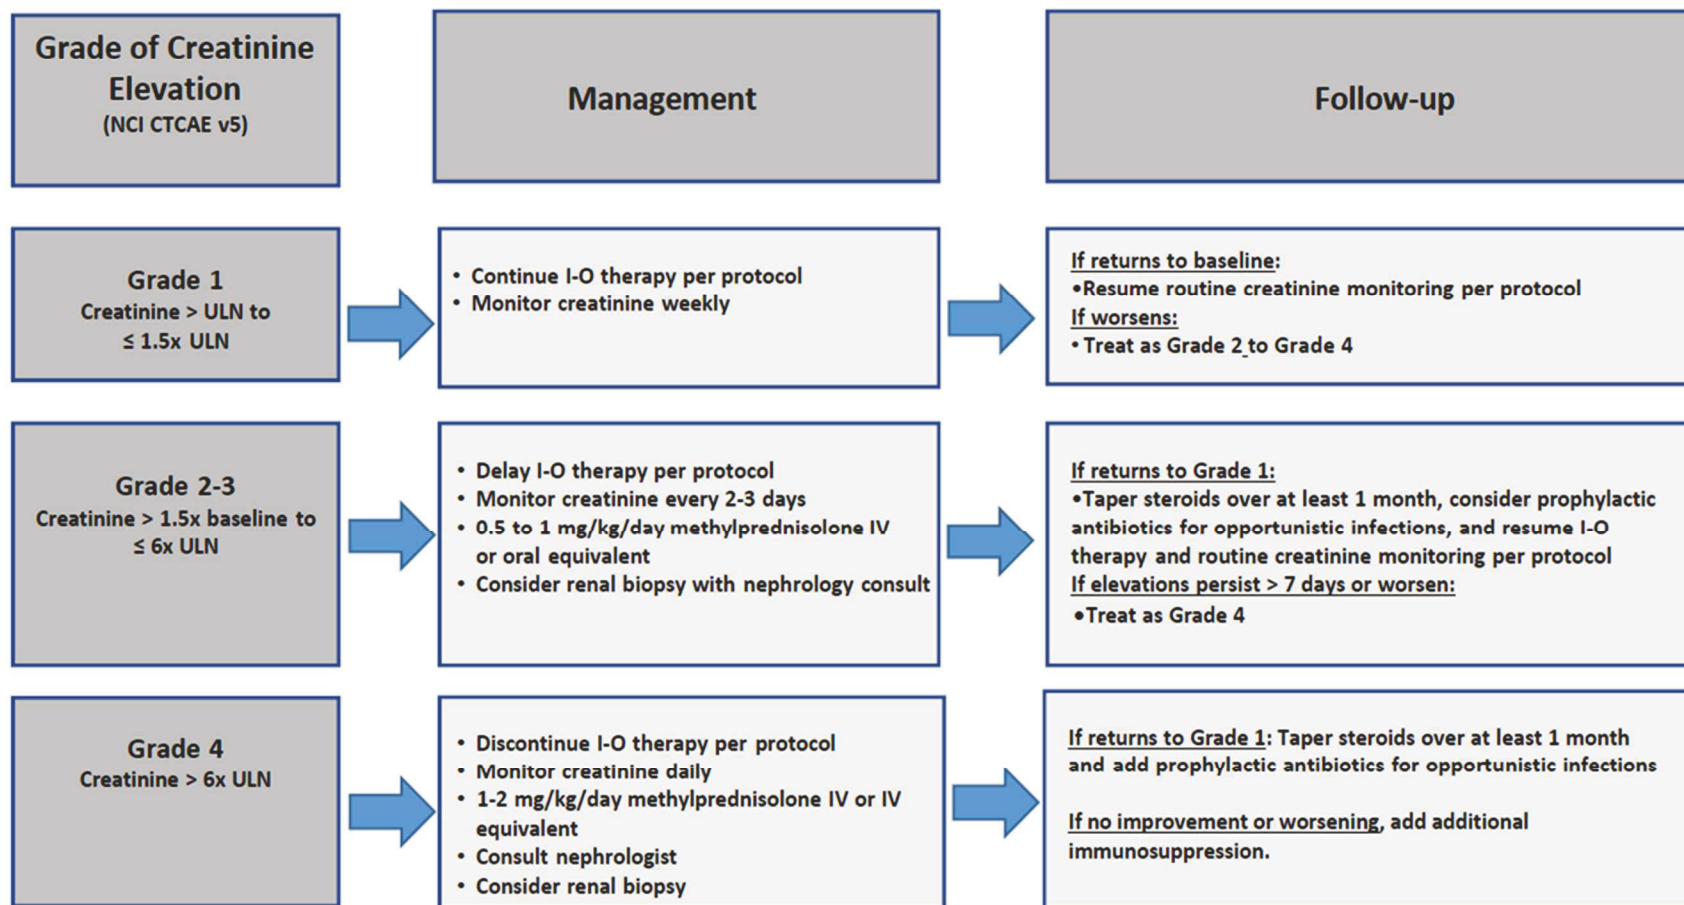 Grade of Creatinine
Elevation
(NCI CTCAE v5)
Management
Follow-up
Grade 1
Creatinine > ULN to
≤ 1.5x ULN
• Continue I-O therapy per protocol
• Monitor creatinine weekly
If returns to baseline:
•Resume routine creatinine monitoring per protocol
If worsens:
• Treat as Grade 2 to Grade 4
Grade 2-3
Creatinine > 1.5x baseline to
≤ 6x ULN
• Delay I-O therapy per protocol
• Monitor creatinine every 2-3 days
• 0.5 to 1 mg/kg/day methylprednisolone IV
or oral equivalent
• Consider renal biopsy with nephrology consult
If returns to Grade 1:
•Taper steroids over at least 1 month, consider prophylactic
antibiotics for opportunistic infections, and resume I-O
therapy and routine creatinine monitoring per protocol
If elevations persist > 7 days or worsen:
•Treat as Grade 4
Grade 4
Creatinine > 6x ULN
• Discontinue I-O therapy per protocol
• Monitor creatinine daily
• 1-2 mg/kg/day methylprednisolone IV or IV
equivalent
• Consult nephrologist
• Consider renal biopsy
If returns to Grade 1: Taper steroids over at least 1 month
and add prophylactic antibiotics for opportunistic infections
If no improvement or worsening, add additional
immunosuppression.